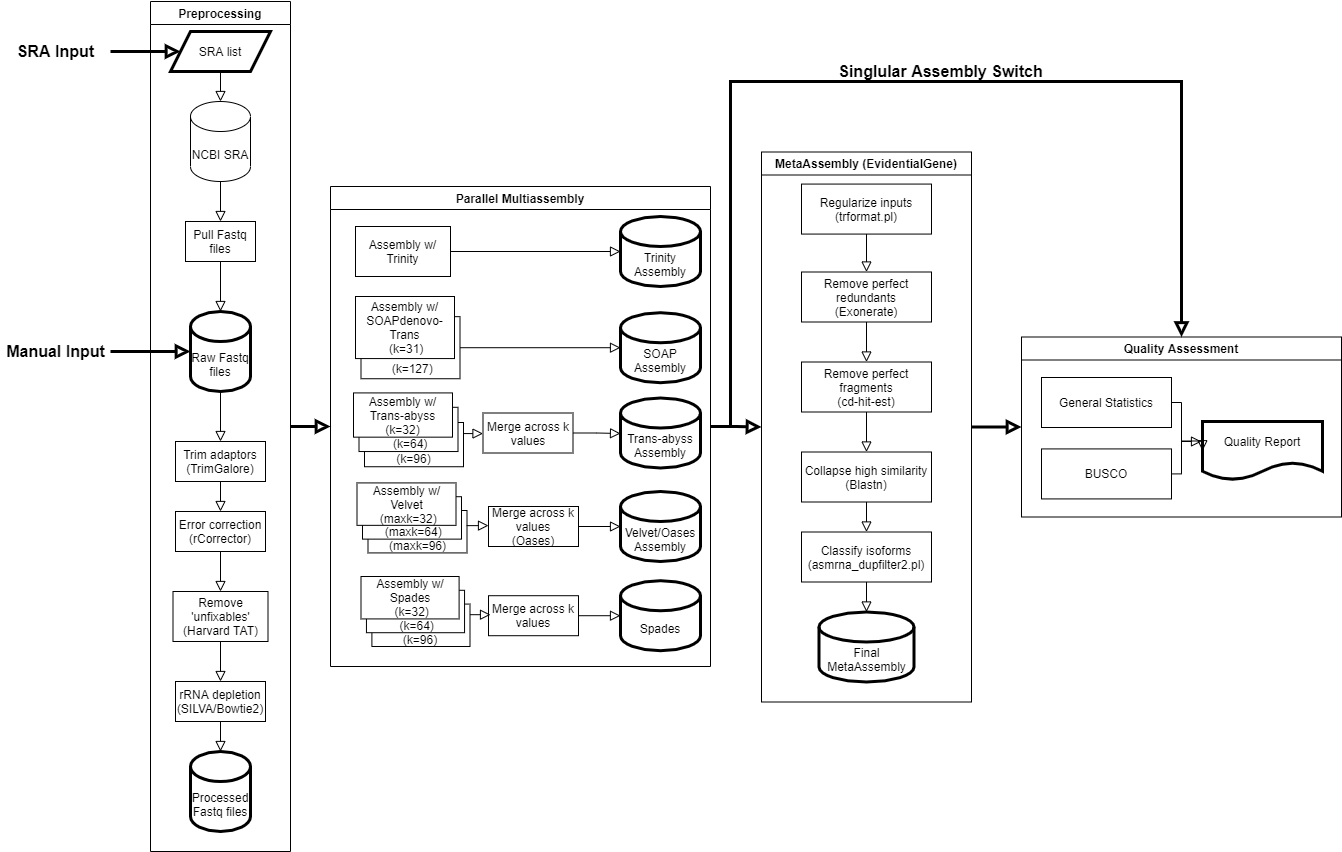 Preprocessing
SRA Input
SRA list
NCBI SRA
Pull Fastq
files
Manual Input
Raw Fastq
files
Trim adaptors
(TrimGalore)
Error correction
(rCorrector)
Remove
'unfixables'
(Harvard TAT)
rRNA depletion
(SILVA/Bowtie2)
Processed
Fastq files
Parallel Multiassembly
Assembly w/
Trinity
Trinity
Assembly
Assembly w/
SOAPdenovo-
Trans
(k=31)
(k=127)
SOAP
Assembly
Assembly w/
Trans-abyss
(k=32)
(k=64)
(k=96)
Merge across k
values
Trans-abyss
Assembly
Assembly w/
Velvet
(maxk=32)
(maxk=64)
(maxk=96)
Merge across k
values
(Oases)
Velvet/Oases
Assembly
Assembly w/
Spades
(k=32)
(k=64)
(k=96)
Merge across k
values
Spades
Singlular Assembly Switch
MetaAssembly (EvidentialGene)
Regularize inputs
(trformat.pl)
Remove perfect
redundants
(Exonerate)
Remove perfect
fragments
(cd-hit-est)
Collapse high similarity
(Blastn)
Classify isoforms
(asmrna_dupfilter2.pl)
Final
MetaAssembly
Quality Assessment
General Statistics
BUSCO
Quality Report